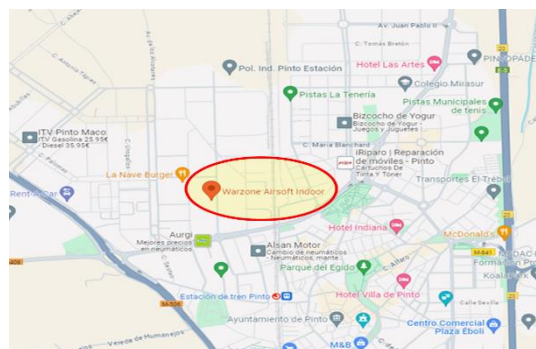 Av. Juan Pablo II
C. Tomás Bretón
Hotel Las Artes
Pol. Ind. Pinto Estación
Colegio Mirasur
Pistas La Tenería
Pistas Municipales
de tenis
Bizcocho de Yogur
Bizcocho de Yogur -
Juegos y Juguetes
ITV Pinto Maco
ITV Gasolina 25.95€
Diesel 35.95€
C. María Blanchard
iRiparo | Reparación
de móviles - Pinto
Cartuchos De
Tinta Y Tóner
La Nave Burger
Transportes El Trébol
Warzone Airsoft Indoor
Hotel Indiana
McDonald's
Aurgi
Mejores precios
en neumáticos
Alsan Motor
Cambio de neumáticos
- Neumáticos, mante
M-841
Parque del Egido
Estación de tren Pinto
Hotel Villa de Pinto
M-506
Calle Sevilla
Ayuntamiento de Pinto
Centro Comercial
Plaza Éboli
Vereda de Humanejos
M&B